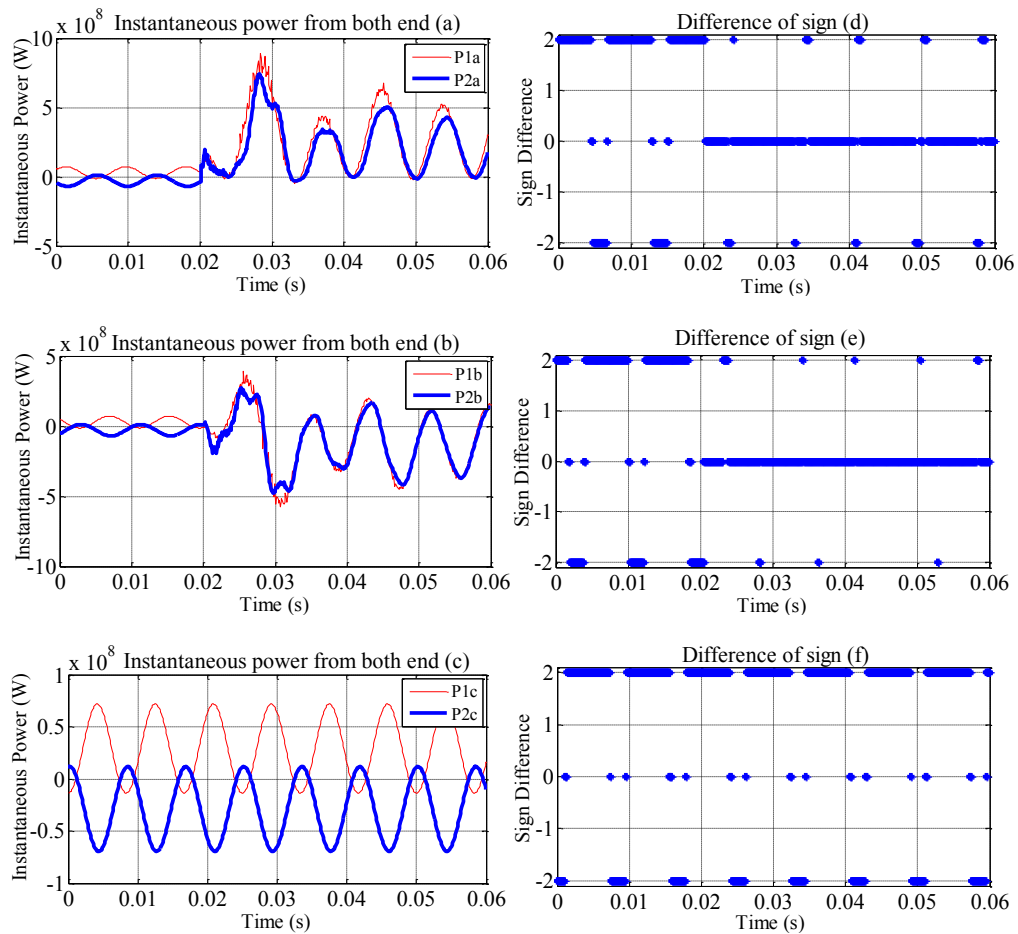 x 10^8 Instantaneous power from both end (a)
Instantaneous Power (W)
10
5
0
-5
P1a
P2a
0 0.01 0.02 0.03 0.04 0.05 0.06
Time (s)
Difference of sign (d)
Sign Difference
2
1
0
-1
-2
0 0.01 0.02 0.03 0.04 0.05 0.06
Time (s)
x 10^8 Instantaneous power from both end (b)
Instantaneous Power (W)
5
0
-5
-10
P1b
P2b
0 0.01 0.02 0.03 0.04 0.05 0.06
Time (s)
Difference of sign (e)
Sign Difference
2
1
0
-1
-2
0 0.01 0.02 0.03 0.04 0.05 0.06
Time (s)
x 10^8 Instantaneous power from both end (c)
Instantaneous Power (W)
1
0.5
0
-0.5
-1
P1c
P2c
0 0.01 0.02 0.03 0.04 0.05 0.06
Time (s)
Difference of sign (f)
Sign Difference
2
1
0
-1
-2
0 0.01 0.02 0.03 0.04 0.05 0.06
Time (s)